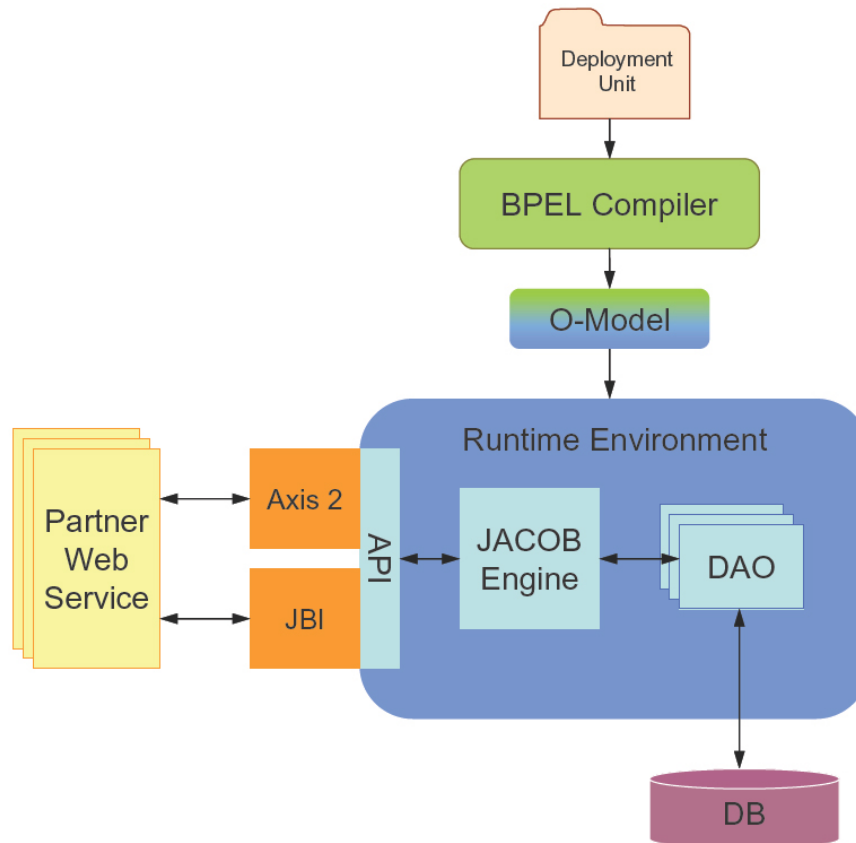 Deployment
Unit
BPEL Compiler
O-Model
Runtime Environment
Partner
Web
Service
Axis 2
JBI
API
JACOB
Engine
DAO
DB